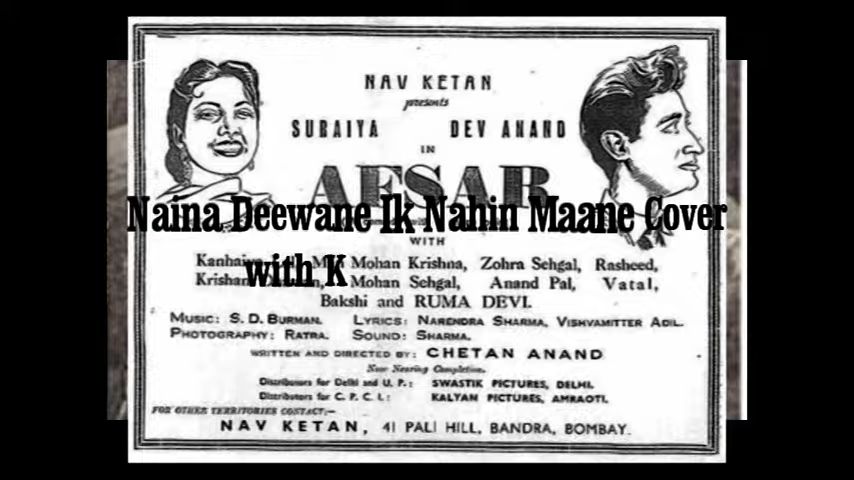 NAV KETAN
presents
SURAIYA DEV ANAND
IN
AFSAR
Naina Deewane Ik Nahin Maane Cover
with K
WITH
Mohan Krishna, Zohra Sehgal, Rasheed,
Krishan Mohan Sehgal, Anand Pal, Vatal,
Bakshi and RUMA DEVI.
MUSIC: S. D. BURMAN. LYRICS: NARENDRA SHARMA, VISHVAMITTER ADIL.
PHOTOGRAPHY: RATRA. SOUND: SHARMA.
WRITTEN AND DIRECTED BY: CHETAN ANAND
Now Nearing Completion.
Distributors for Delhi and U. P.: SWASTIK PICTURES, DELHI.
Distributors for C. P. C. I.: KALYAN PICTURES, AMRAOTI.
FOR OTHER TERRITORIES CONTACT:-
NAV KETAN, 41 PALI HILL, BANDRA, BOMBAY.